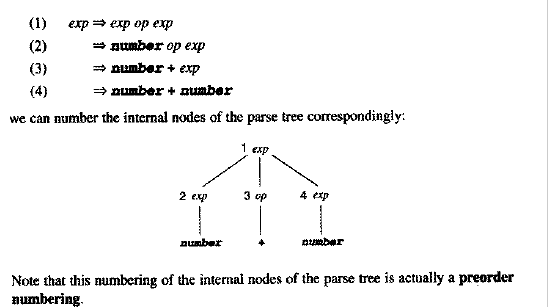 (1) exp ⇒ exp op exp
(2) ⇒ number op exp
(3) ⇒ number + exp
(4) ⇒ number + number
we can number the internal nodes of the parse tree correspondingly:
1 exp
2 exp 3 op 4 exp
number + number
Note that this numbering of the internal nodes of the parse tree is actually a preorder
numbering.